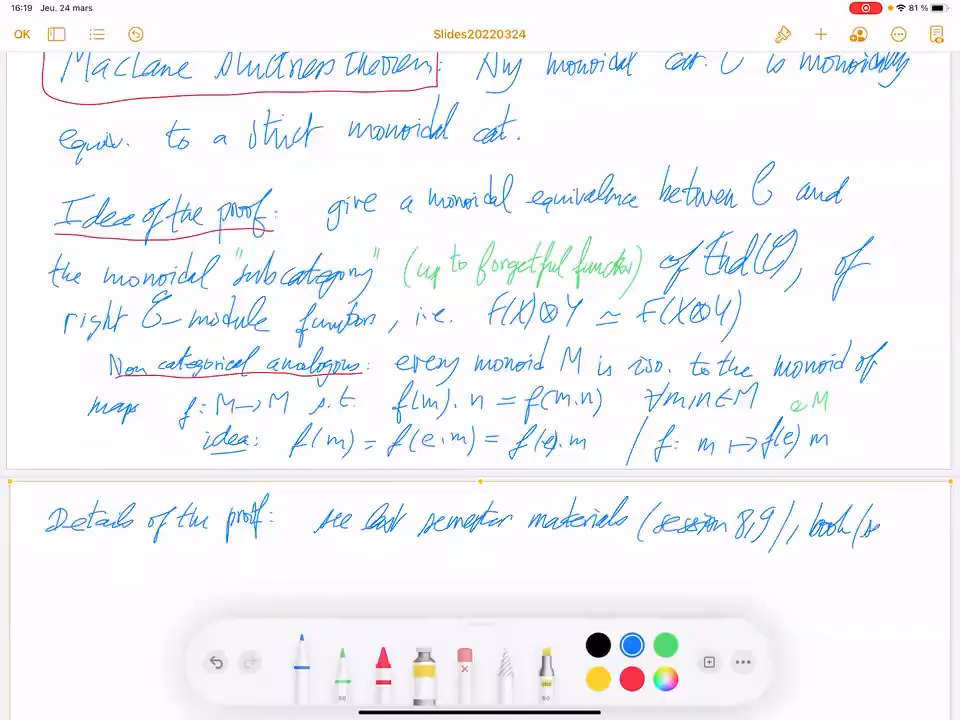 16:19 Jeu. 24 mars 81 %
OK Slides20220324
MacLane strictness theorem: Any monoidal cat. C is monoidally
equiv. to a strict monoidal cat.
Idea of the proof: give a monoidal equivalence between C and
the monoidal "subcategory" (up to forgetful functor) of End(C), of
right C-module functors, i.e. F(X)⊗Y ≃ F(X⊗Y)
Non categorical analogous: every monoid M is iso. to the monoid of
maps f: M→M s.t. f(m).n = f(m.n) ∀m,n∈M e∈M
idea: f(m) = f(e.m) = f(e).m / f: m ↦ f(e) m
Details of the proof: see last semester materials (session 8,9), book/se